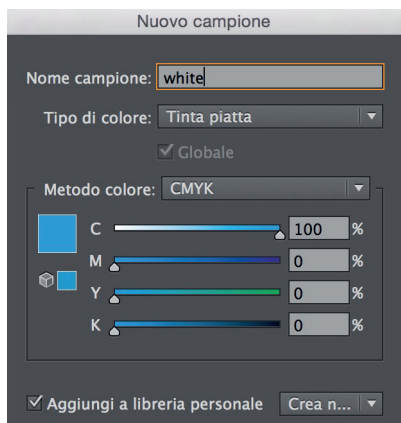 Nuovo campione
Nome campione: white
Tipo di colore: Tinta piatta
Globale
Metodo colore: CMYK
C 100 %
M 0 %
Y 0 %
K 0 %
Aggiungi a libreria personale Crea n...